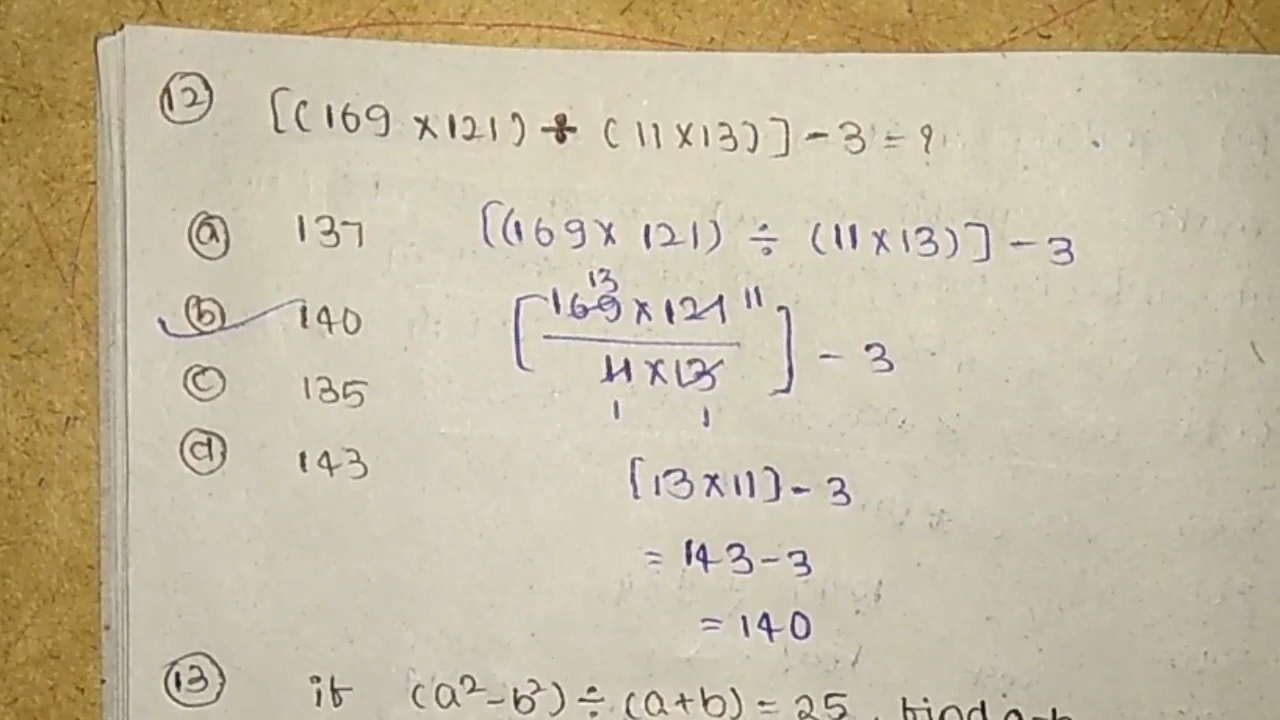 12 [(169 × 121) ÷ (11 × 13)] - 3 = ?
a 137 [(169 × 121) ÷ (11 × 13)] - 3
13
b 140 [169 × 121 11
11 × 13] - 3
c 135
1 1
d 143 [13 × 11] - 3
= 143 - 3
= 140
13 if (a² - b²) ÷ (a + b) = 25, find a-b